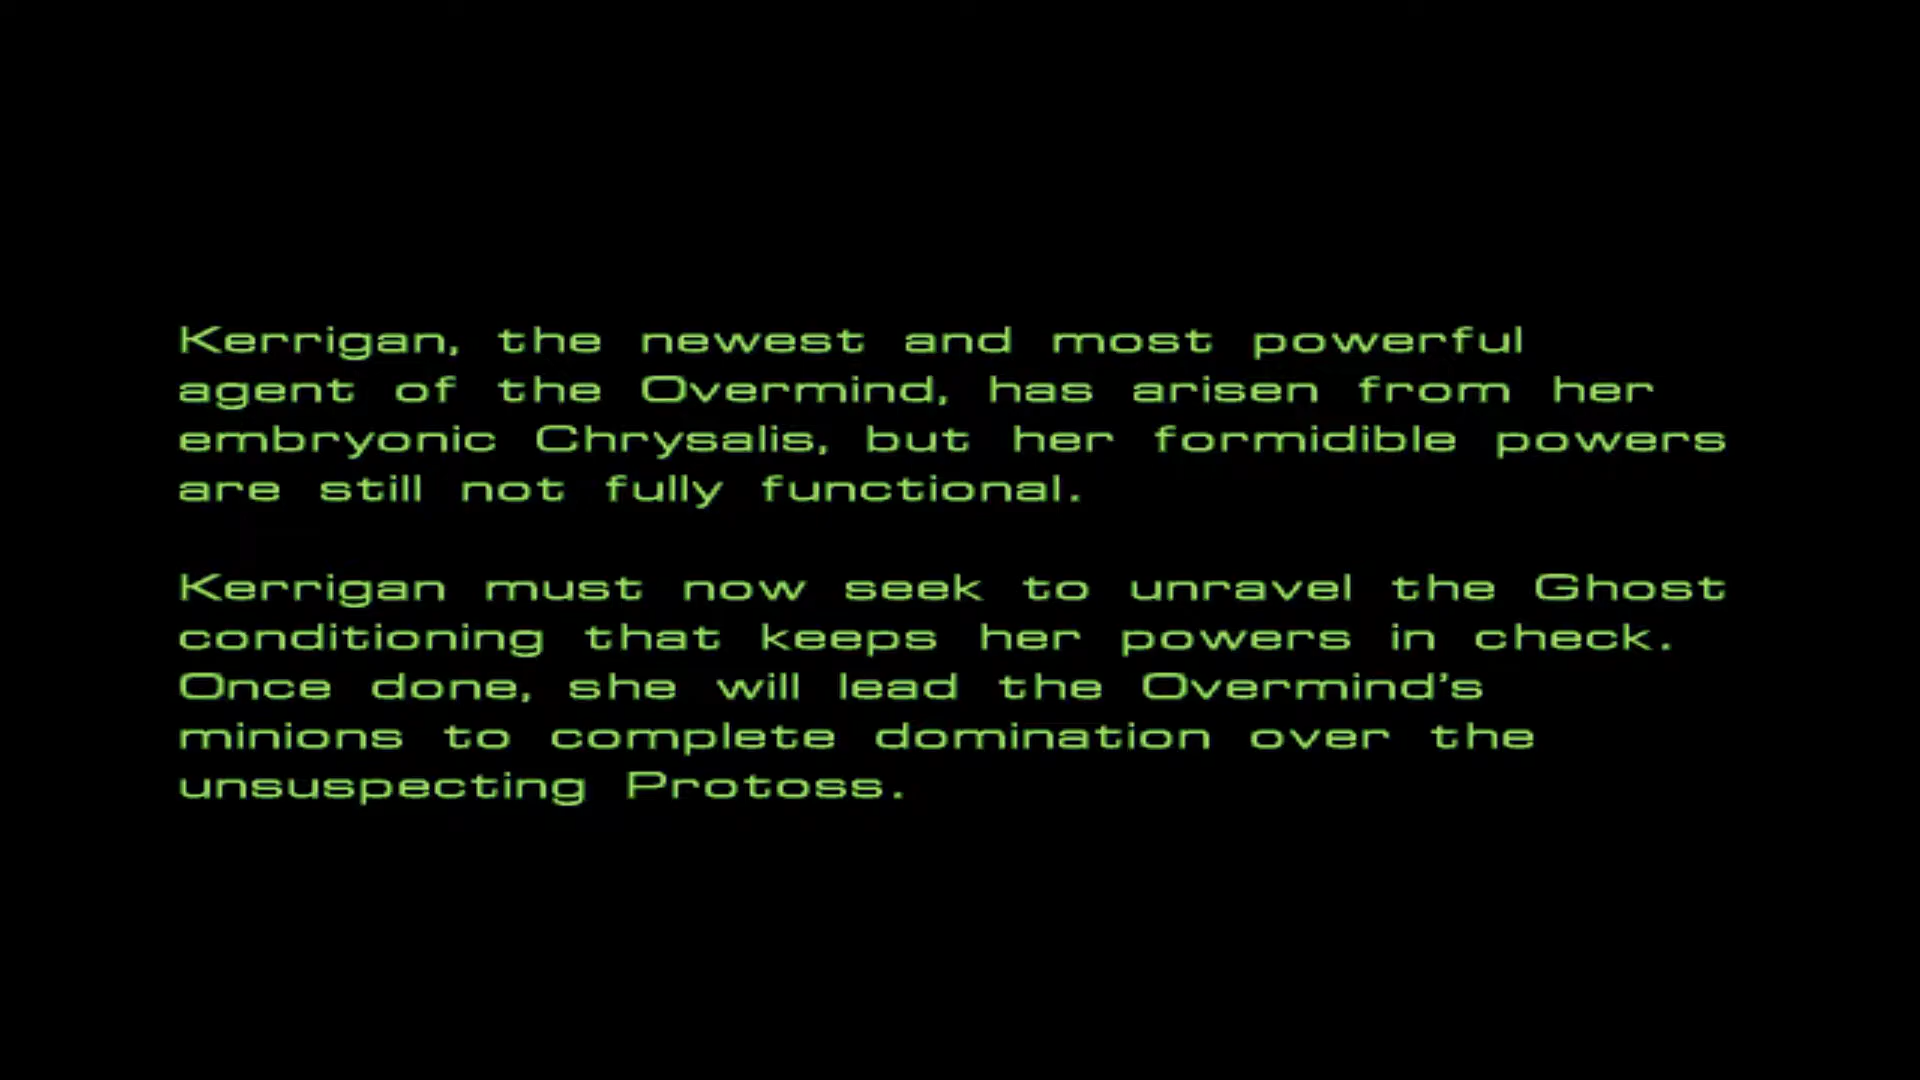 Kerrigan, the newest and most powerful
agent of the Overmind, has arisen from her
embryonic Chrysalis, but her formidible powers
are still not fully functional.
Kerrigan must now seek to unravel the Ghost
conditioning that keeps her powers in check.
Once done, she will lead the Overmind's
minions to complete domination over the
unsuspecting Protoss.